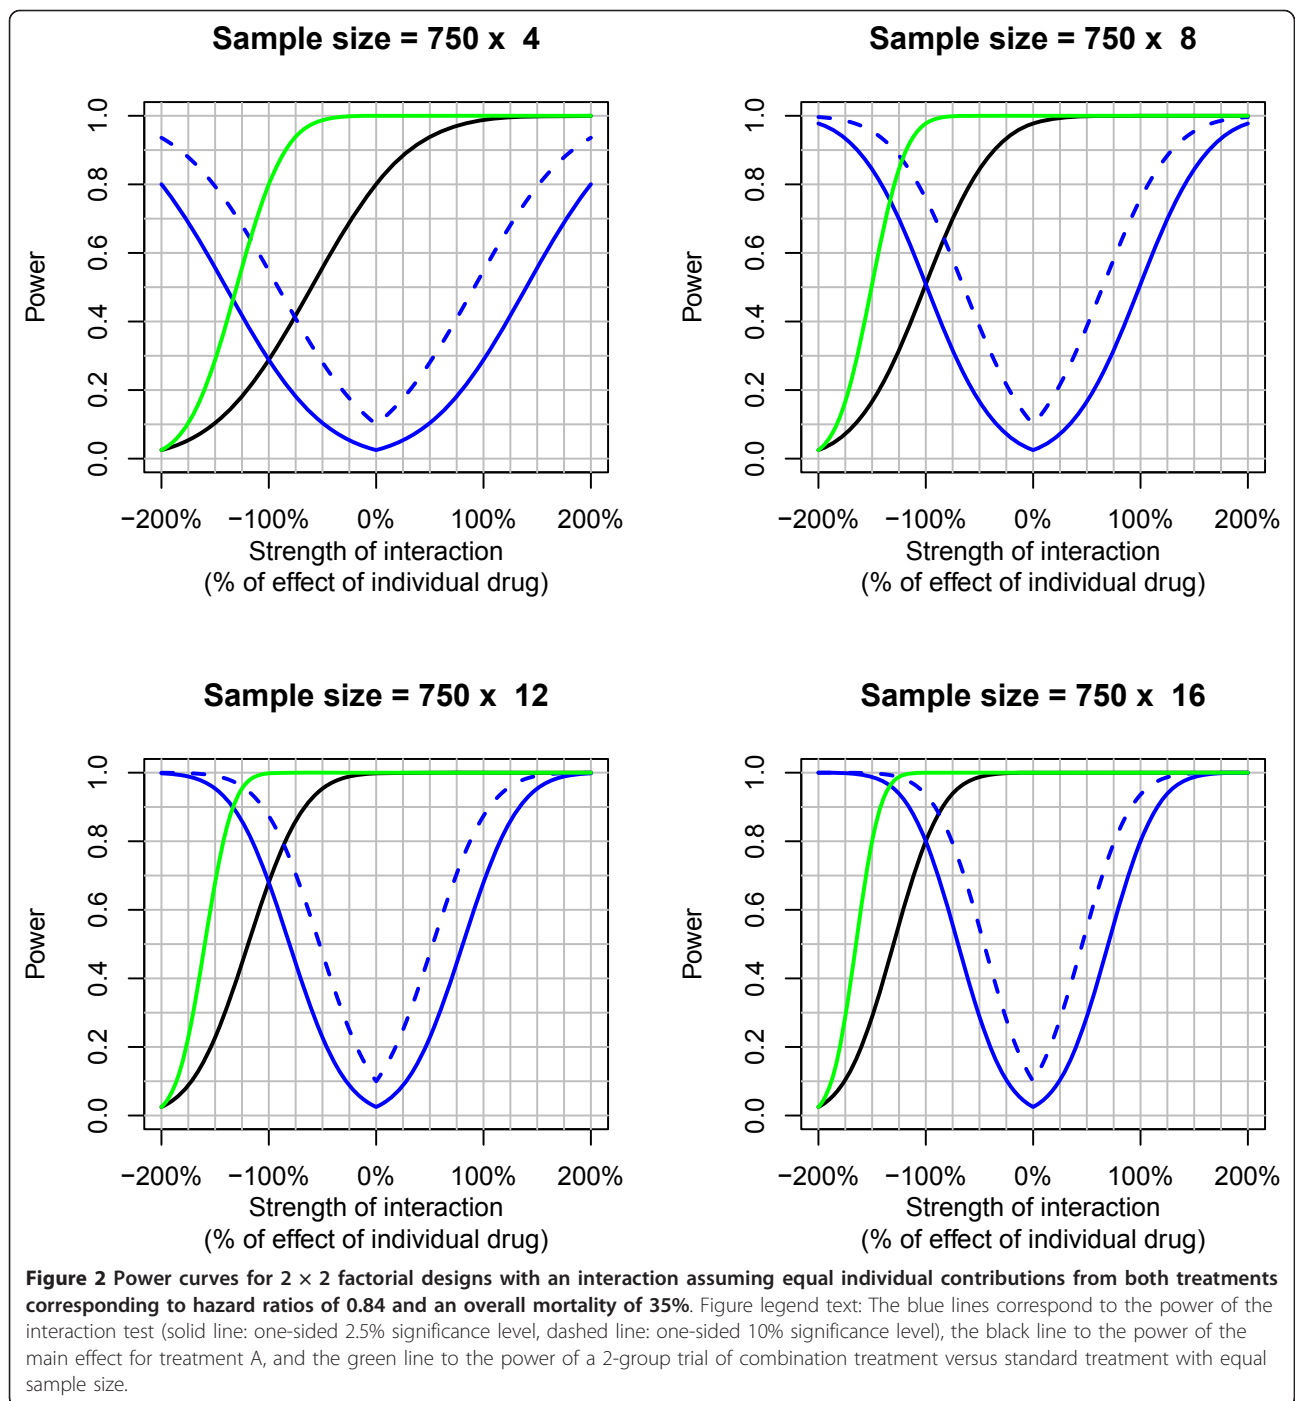 Sample size = 750 x 4
1.0
0.8
0.6
0.4
0.2
0.0
Power
−200% −100% 0% 100% 200%
Strength of interaction
(% of effect of individual drug)
Sample size = 750 x 8
1.0
0.8
0.6
0.4
0.2
0.0
Power
−200% −100% 0% 100% 200%
Strength of interaction
(% of effect of individual drug)
Sample size = 750 x 12
1.0
0.8
0.6
0.4
0.2
0.0
Power
−200% −100% 0% 100% 200%
Strength of interaction
(% of effect of individual drug)
Sample size = 750 x 16
1.0
0.8
0.6
0.4
0.2
0.0
Power
−200% −100% 0% 100% 200%
Strength of interaction
(% of effect of individual drug)
Figure 2 Power curves for 2 × 2 factorial designs with an interaction assuming equal individual contributions from both treatments
corresponding to hazard ratios of 0.84 and an overall mortality of 35%. Figure legend text: The blue lines correspond to the power of the
interaction test (solid line: one-sided 2.5% significance level, dashed line: one-sided 10% significance level), the black line to the power of the
main effect for treatment A, and the green line to the power of a 2-group trial of combination treatment versus standard treatment with equal
sample size.